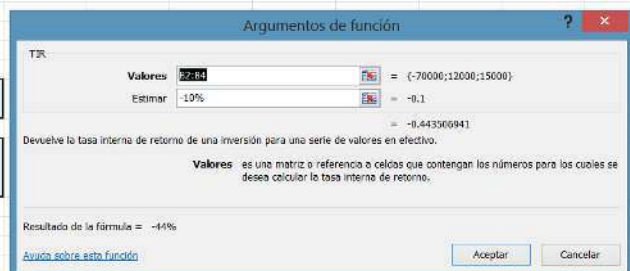 Argumentos de función
? ×
TIR
Valores B2:B4 = {-70000;12000;15000}
Estimar -10% = -0.1
= -0.443506941
Devuelve la tasa interna de retorno de una inversión para una serie de valores en efectivo.
Valores es una matriz o referencia a celdas que contengan los números para los cuales se
desea calcular la tasa interna de retorno.
Resultado de la fórmula = -44%
Ayuda sobre esta función
Aceptar Cancelar